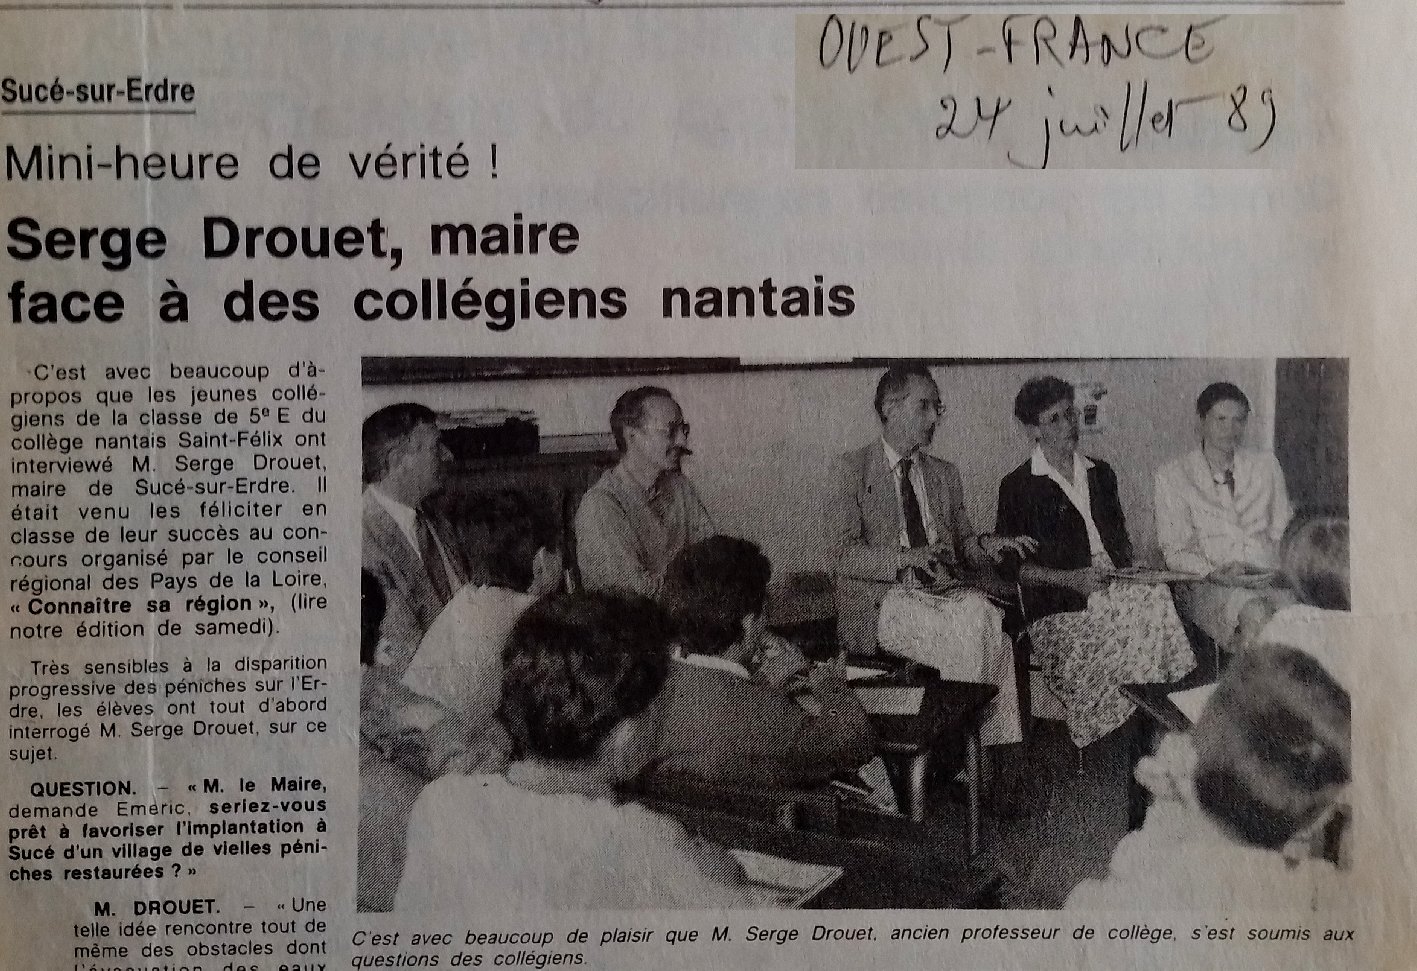 OUEST-FRANCE
24 juillet 89
Sucé-sur-Erdre
Mini-heure de vérité !
Serge Drouet, maire
face à des collégiens nantais
C'est avec beaucoup d'à-
propos que les jeunes collé-
giens de la classe de 5e E du
collège nantais Saint-Félix ont
interviewé M. Serge Drouet,
maire de Sucé-sur-Erdre. Il
était venu les féliciter en
classe de leur succès au con-
cours organisé par le conseil
régional des Pays de la Loire,
« Connaître sa région », (lire
notre édition de samedi).
Très sensibles à la disparition
progressive des péniches sur l'Er-
dre, les élèves ont tout d'abord
interrogé M. Serge Drouet, sur ce
sujet.
QUESTION. – « M. le Maire,
demande Emeric, seriez-vous
prêt à favoriser l'implantation à
Sucé d'un village de vielles péni-
ches restaurées ? »
M. DROUET. – « Une
telle idée rencontre tout de
même des obstacles dont
l'évacuation des eaux
C'est avec beaucoup de plaisir que M. Serge Drouet, ancien professeur de collège, s'est soumis aux
questions des collégiens.